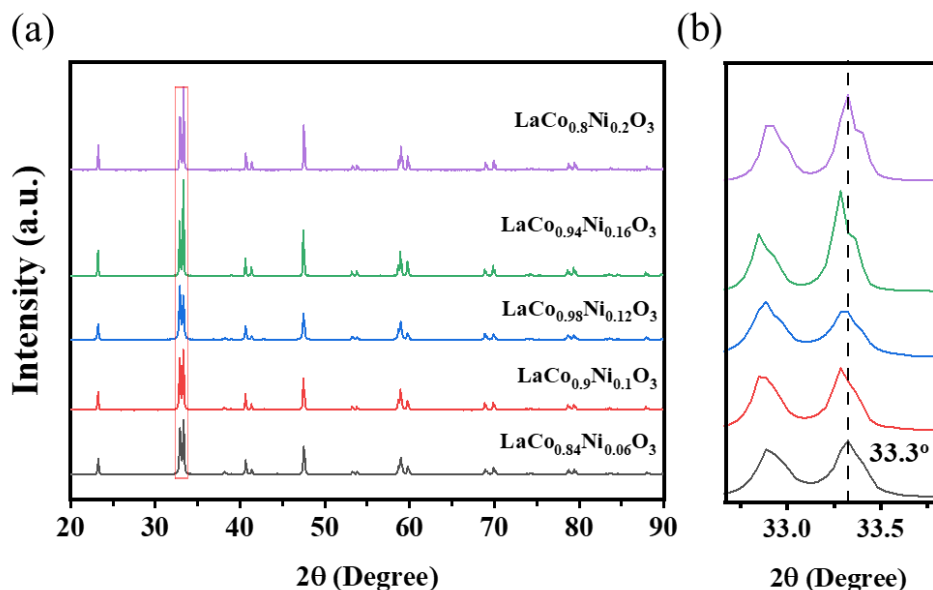 (a)
(b)
LaCo0.8Ni0.2O3
LaCo0.94Ni0.16O3
LaCo0.98Ni0.12O3
LaCo0.9Ni0.1O3
LaCo0.84Ni0.06O3
33.3o
Intensity (a.u.)
20 30 40 50 60 70 80 90
33.0 33.5
2θ (Degree)
2θ (Degree)